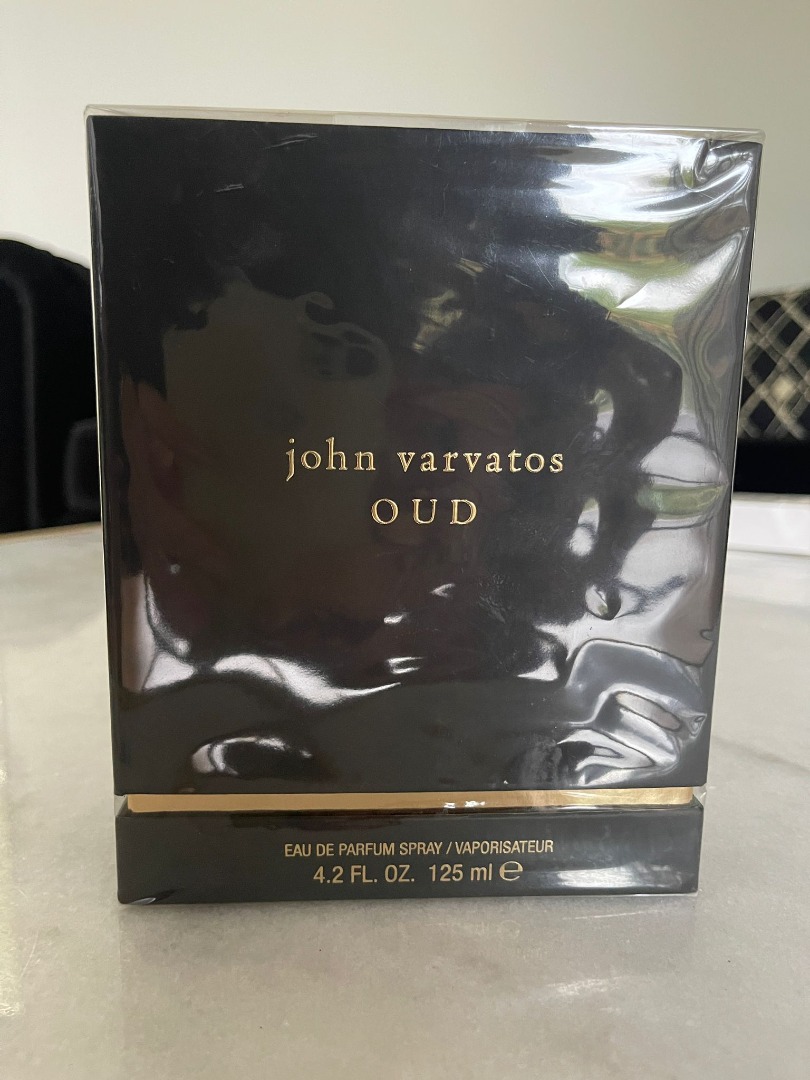 john varvatos
OUD
EAU DE PARFUM SPRAY / VAPORISATEUR
4.2 FL. OZ. 125 ml ℮